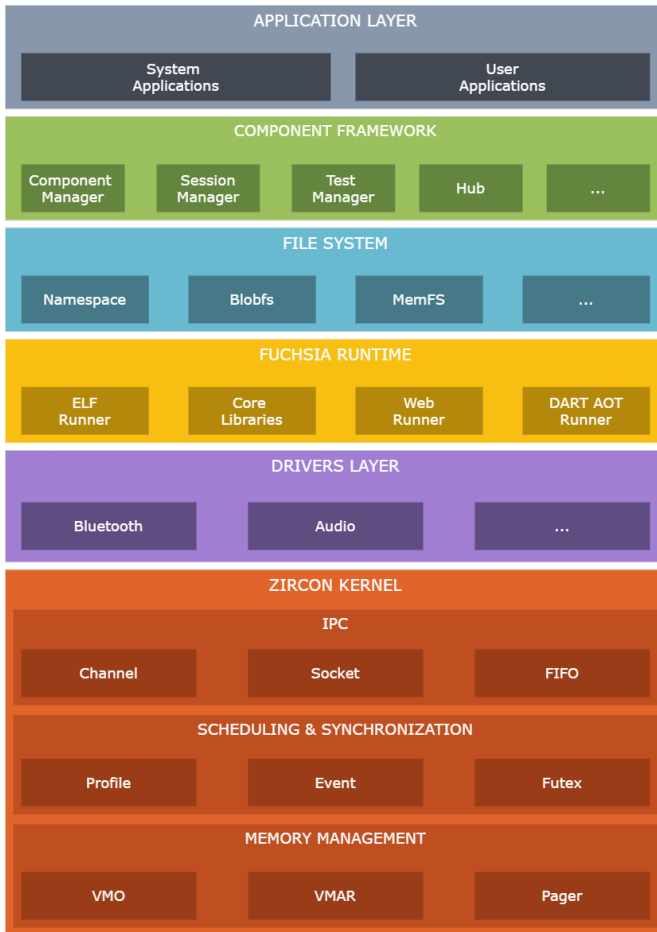 APPLICATION LAYER
System
Applications
User
Applications
COMPONENT FRAMEWORK
Component
Manager
Session
Manager
Test
Manager
Hub
...
FILE SYSTEM
Namespace
Blobfs
MemFS
...
FUCHSIA RUNTIME
ELF
Runner
Core
Libraries
Web
Runner
DART AOT
Runner
DRIVERS LAYER
Bluetooth
Audio
...
ZIRCON KERNEL
IPC
Channel
Socket
FIFO
SCHEDULING & SYNCHRONIZATION
Profile
Event
Futex
MEMORY MANAGEMENT
VMO
VMAR
Pager